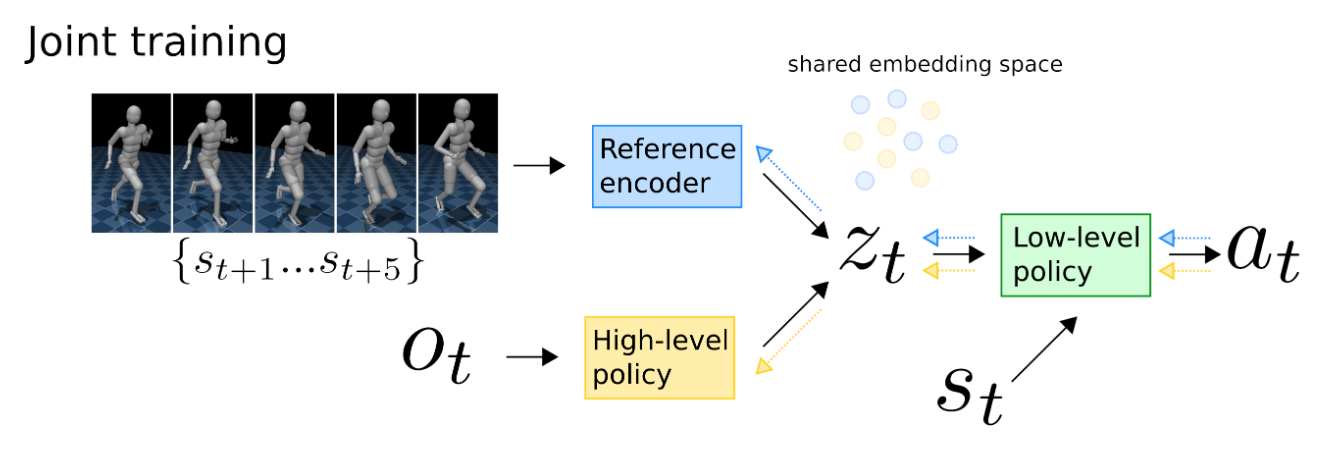 Joint training
shared embedding space
Reference
encoder
{s_{t+1}...s_{t+5}}
z_t
Low-level
policy
a_t
o_t
High-level
policy
s_t